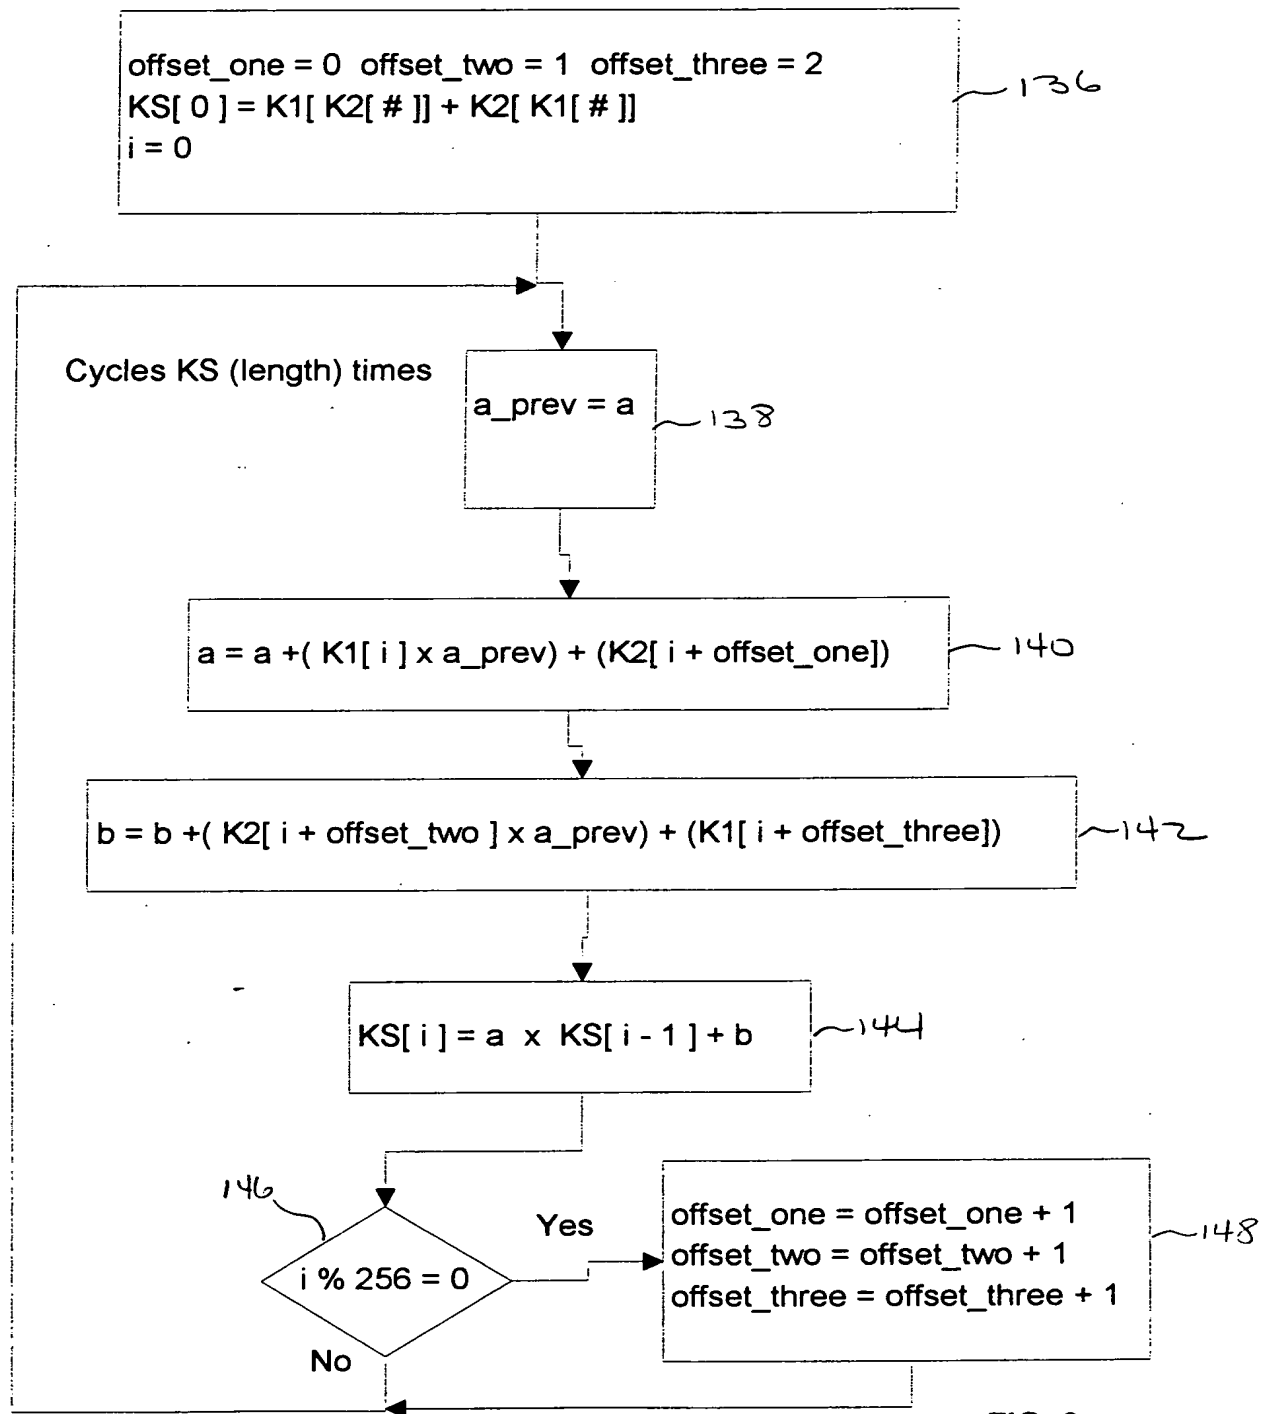 offset_one = 0 offset_two = 1 offset_three = 2
KS[ 0 ] = K1[ K2[ # ]] + K2[ K1[ # ]]
i = 0
136
Cycles KS (length) times
a_prev = a
138
a = a +( K1[ i ] x a_prev) + (K2[ i + offset_one])
140
b = b +( K2[ i + offset_two ] x a_prev) + (K1[ i + offset_three])
142
KS[ i ] = a x KS[ i - 1 ] + b
144
146
i % 256 = 0
Yes
No
offset_one = offset_one + 1
offset_two = offset_two + 1
offset_three = offset_three + 1
148